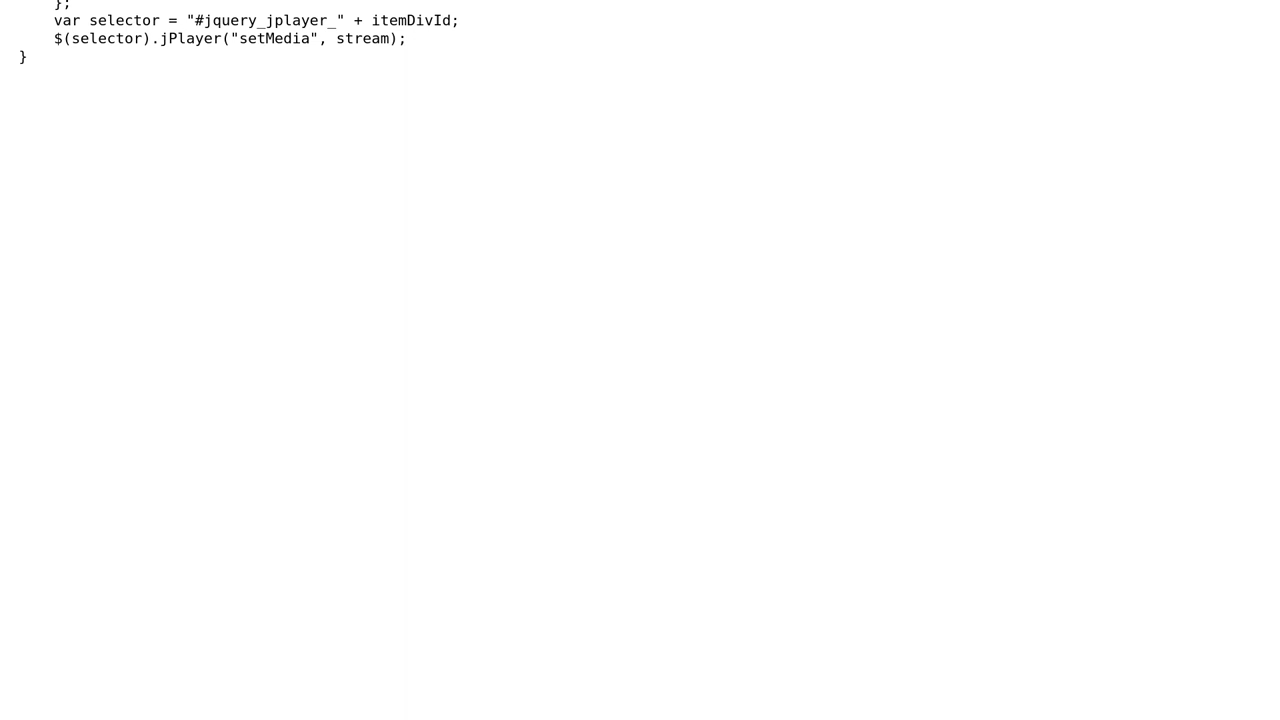 };
var selector = "#jquery_jplayer_" + itemDivId;
$(selector).jPlayer("setMedia", stream);
}